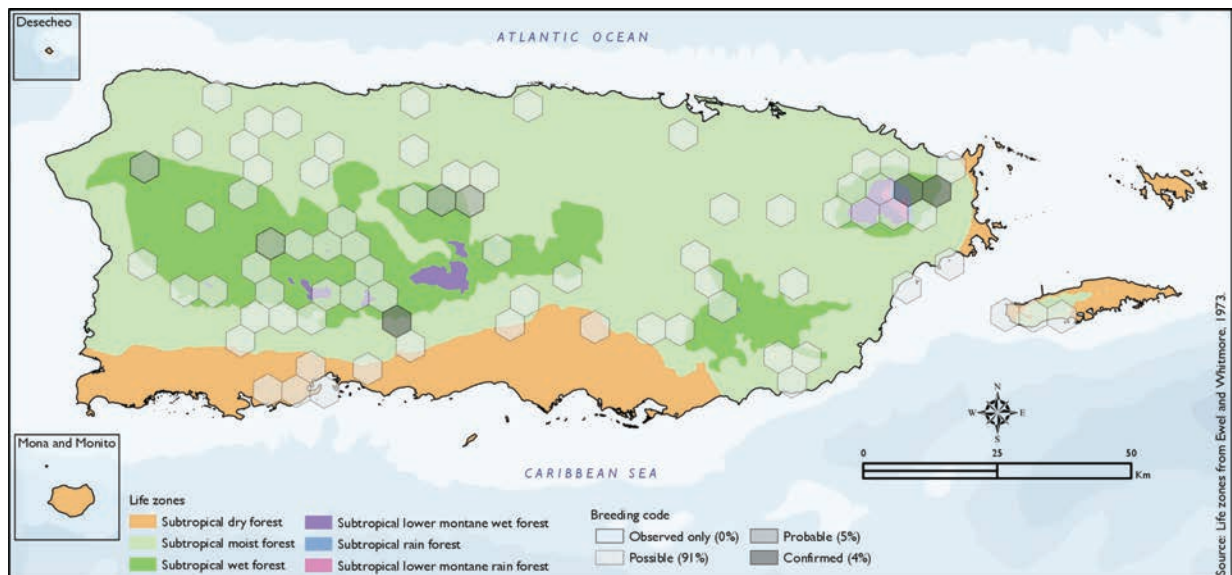 Desecheo
ATLANTIC OCEAN
N
W E
S
Mona and Monito
0 25 50
Km
CARIBBEAN SEA
Life zones
Subtropical dry forest
Subtropical moist forest
Subtropical wet forest
Subtropical lower montane wet forest
Subtropical rain forest
Subtropical lower montane rain forest
Breeding code
Observed only (0%)
Possible (91%)
Probable (5%)
Confirmed (4%)
Source: Life zones from Ewel and Whitmore, 1973.